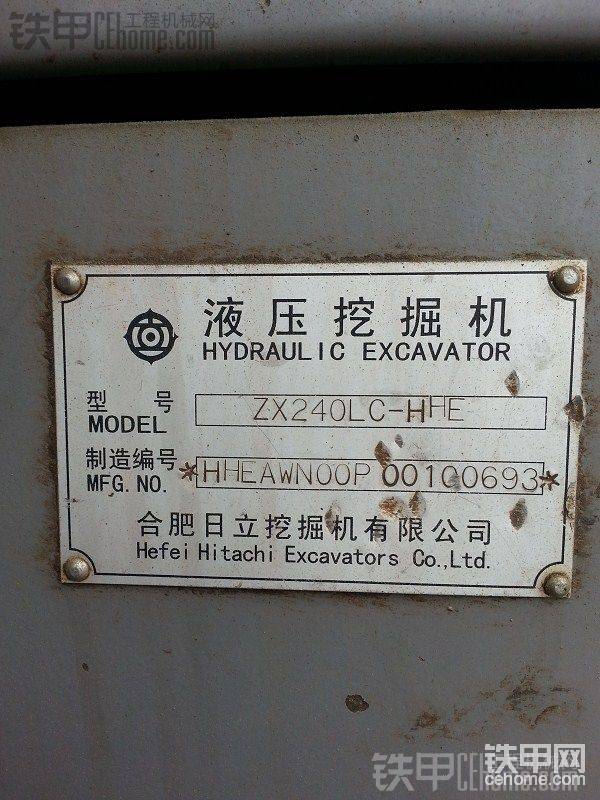 铁甲工程机械网
CEhome.com
液压挖掘机
HYDRAULIC EXCAVATOR
型号 ZX240LC-HHE
MODEL
制造编号 *HHEAWN00P 00100693*
MFG. NO.
合肥日立挖掘机有限公司
Hefei Hitachi Excavators Co.,Ltd.
铁甲网
CEhome.com